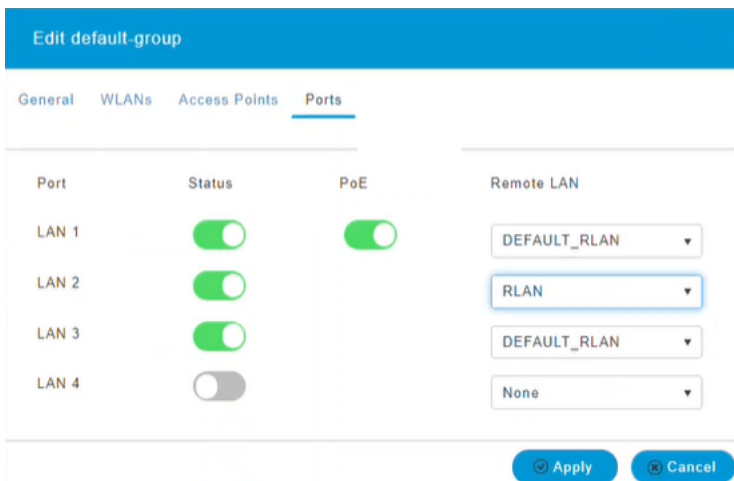 Edit default-group
General WLANs Access Points Ports
Port Status PoE Remote LAN
LAN 1 DEFAULT_RLAN
LAN 2 RLAN
LAN 3 DEFAULT_RLAN
LAN 4 None
Apply Cancel